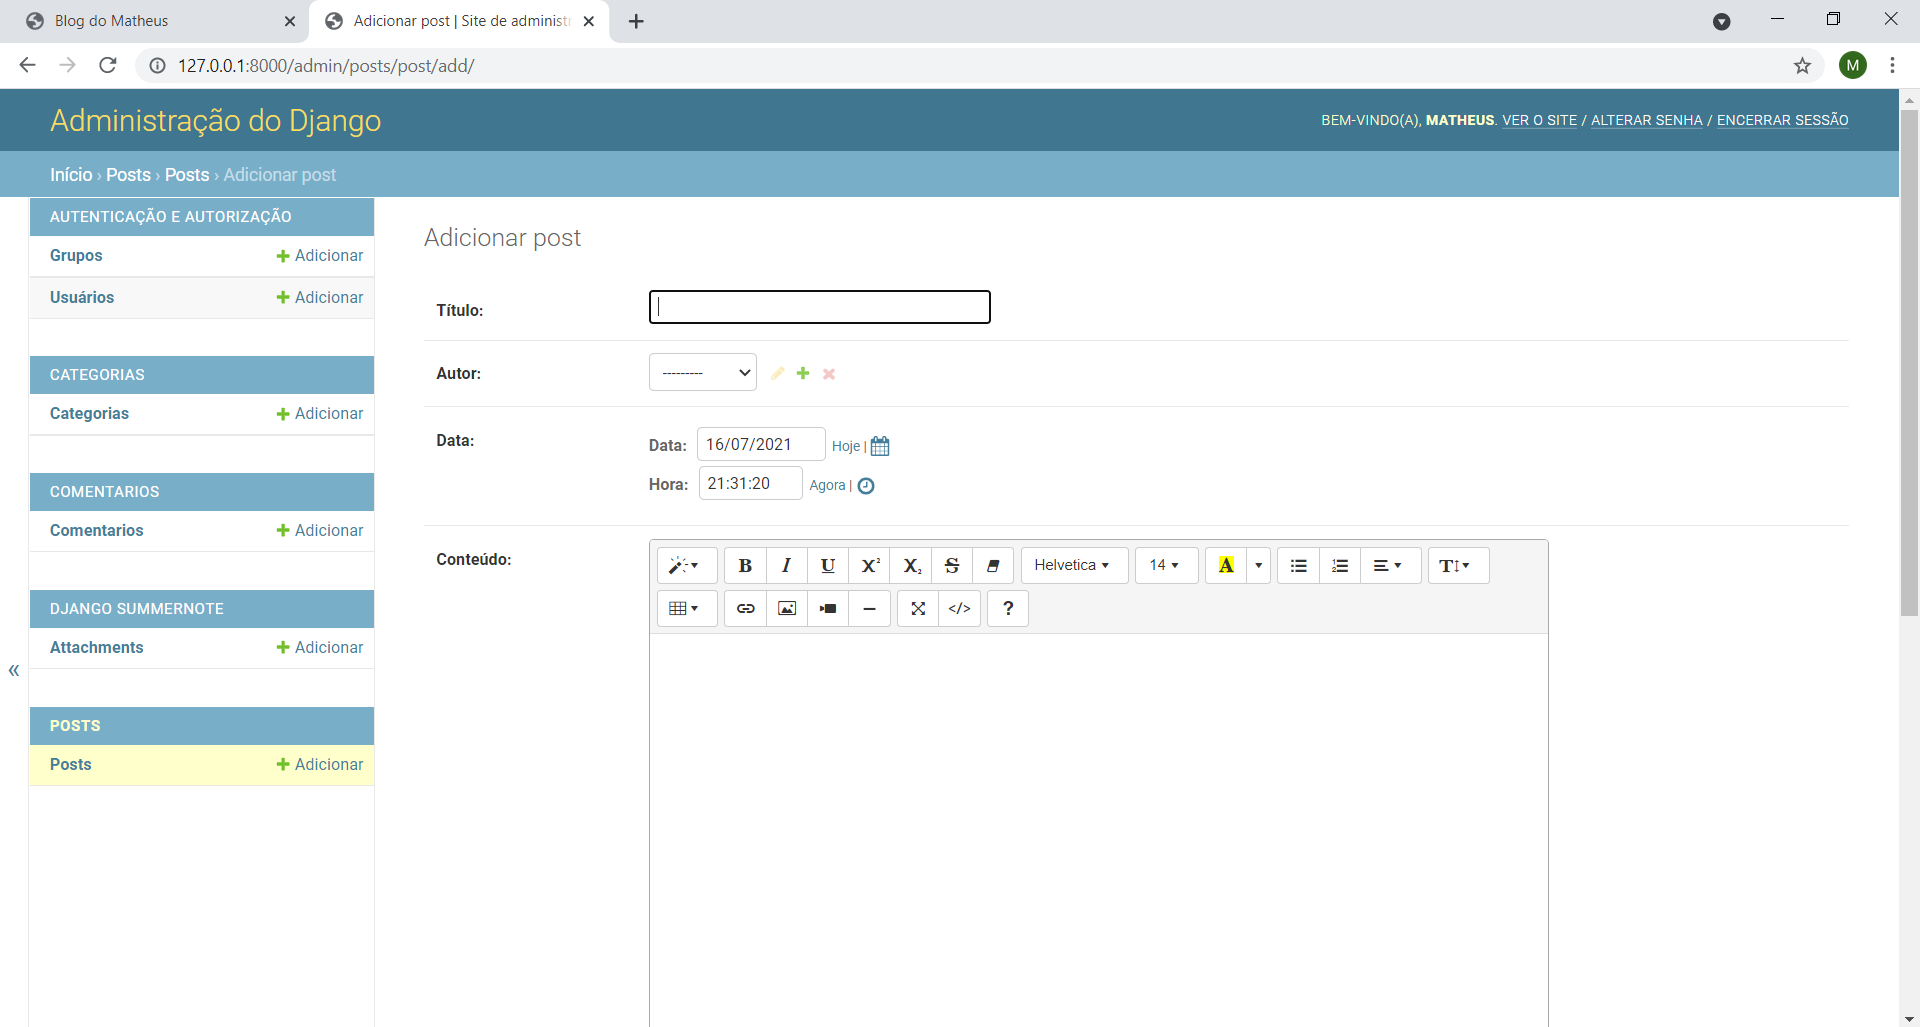 Blog do Matheus
Adicionar post | Site de administr
127.0.0.1:8000/admin/posts/post/add/
M
Administração do Django
BEM-VINDO(A), MATHEUS. VER O SITE / ALTERAR SENHA / ENCERRAR SESSÃO
Início › Posts › Posts › Adicionar post
AUTENTICAÇÃO E AUTORIZAÇÃO
Grupos
Adicionar
Usuários
Adicionar
CATEGORIAS
Categorias
Adicionar
COMENTARIOS
Comentarios
Adicionar
DJANGO SUMMERNOTE
Attachments
Adicionar
«
POSTS
Posts
Adicionar
Adicionar post
Título:
Autor:
---------
Data:
Data: 16/07/2021 Hoje |
Hora: 21:31:20 Agora |
Conteúdo:
B I U X² X₂ S Helvetica 14 A T
</> ?